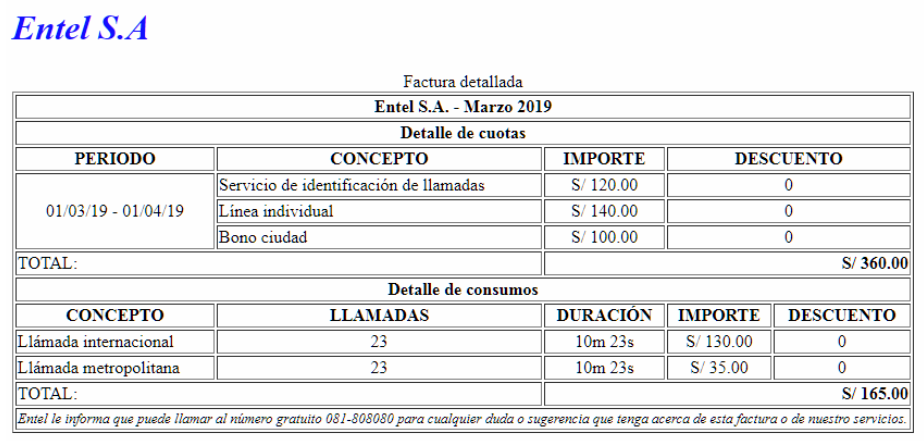 Entel S.A
Factura detallada
Entel S.A. - Marzo 2019
Detalle de cuotas
PERIODO CONCEPTO IMPORTE DESCUENTO
01/03/19 - 01/04/19
Servicio de identificación de llamadas S/ 120.00 0
Línea individual S/ 140.00 0
Bono ciudad S/ 100.00 0
TOTAL: S/ 360.00
Detalle de consumos
CONCEPTO LLAMADAS DURACIÓN IMPORTE DESCUENTO
Llámada internacional 23 10m 23s S/ 130.00 0
Llámada metropolitana 23 10m 23s S/ 35.00 0
TOTAL: S/ 165.00
Entel le informa que puede llamar al número gratuito 081-808080 para cualquier duda o sugerencia que tenga acerca de esta factura o de nuestro servicios.